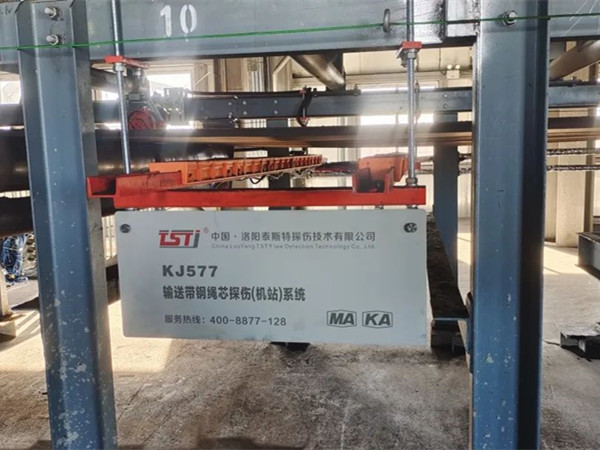 10
TST
中国·洛阳泰斯特探伤技术有限公司
China LuoYang TST Flaw Detection Technology Co., Ltd.
KJ577
输送带钢绳芯探伤(机站)系统
服务热线: 400-8877-128
MA KA